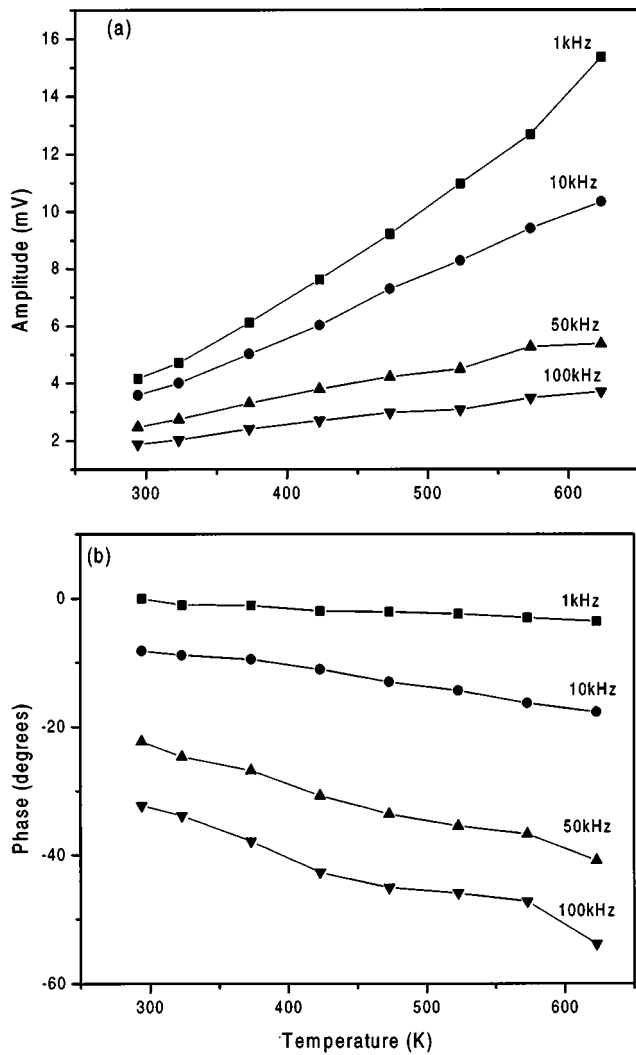 (a)
16
14
12
10
8
6
4
2
Amplitude (mV)
1kHz
10kHz
50kHz
100kHz
300
400
500
600
(b)
0
-20
-40
-60
Phase (degrees)
1kHz
10kHz
50kHz
100kHz
300
400
500
600
Temperature (K)